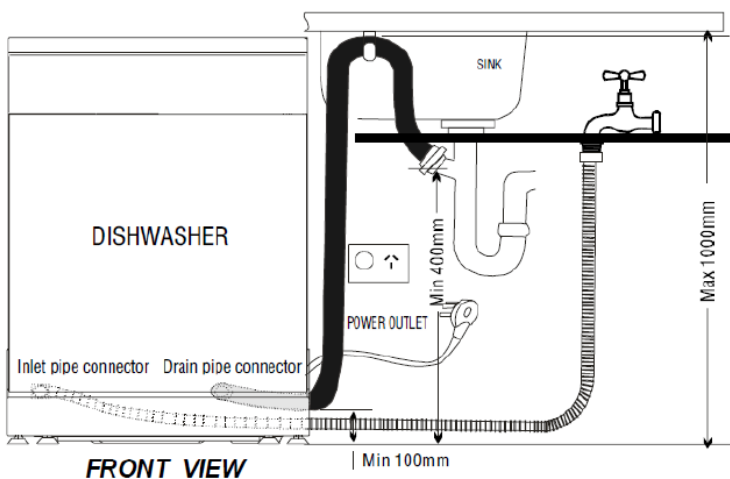 SINK
DISHWASHER
Min 400mm
Max 1000mm
POWER OUTLET
Inlet pipe connector
Drain pipe connector
Min 100mm
FRONT VIEW